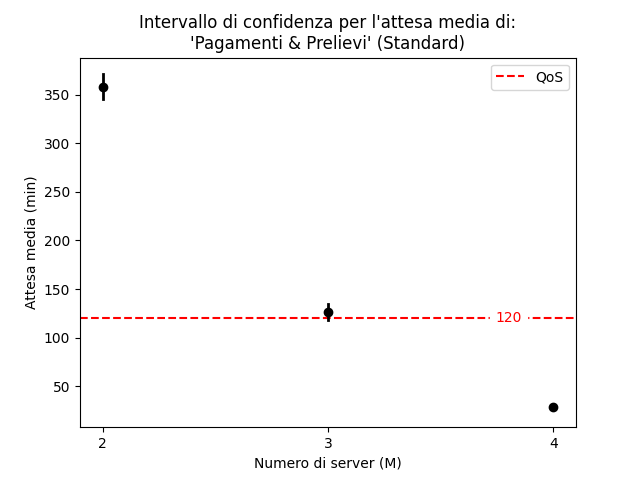 Intervallo di confidenza per l'attesa media di:
'Pagamenti & Prelievi' (Standard)
QoS
350
300
250
200
150
100
50
120
Attesa media (min)
2
3
4
Numero di server (M)